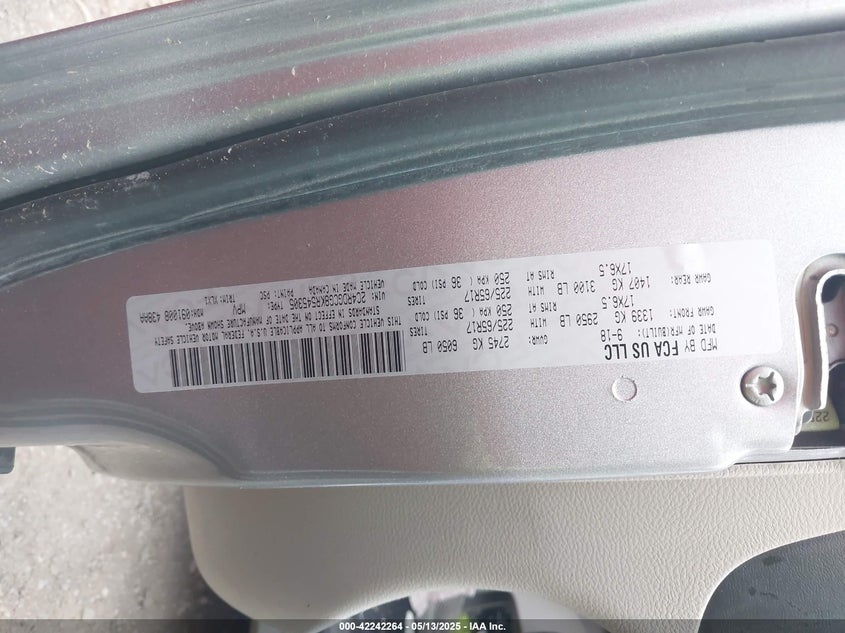 MFD BY FCA US LLC
DATE OF MFR(BUILT): 9-18 GVWR: 2745 KG 6050 LB
GAWR FRONT: 1339 KG 2950 LB WITH TIRES 225/65R17
17X6.5 RIMS AT 250 KPA ( 36 PSI) COLD
GAWR REAR: 1407 KG 3100 LB WITH TIRES 225/65R17
17X6.5 RIMS AT 250 KPA ( 36 PSI) COLD
THIS VEHICLE CONFORMS TO ALL APPLICABLE U.S.A. FEDERAL MOTOR VEHICLE SAFETY
STANDARDS IN EFFECT ON THE DATE OF MANUFACTURE SHOWN ABOVE.
VIN: 2C4RDGCG8KR545305 TYPE: MPV MDH:091008 438AA
VEHICLE MADE IN CANADA PAINT: PSC TRIM:
000-42242264 - 05/13/2025 - IAA Inc.